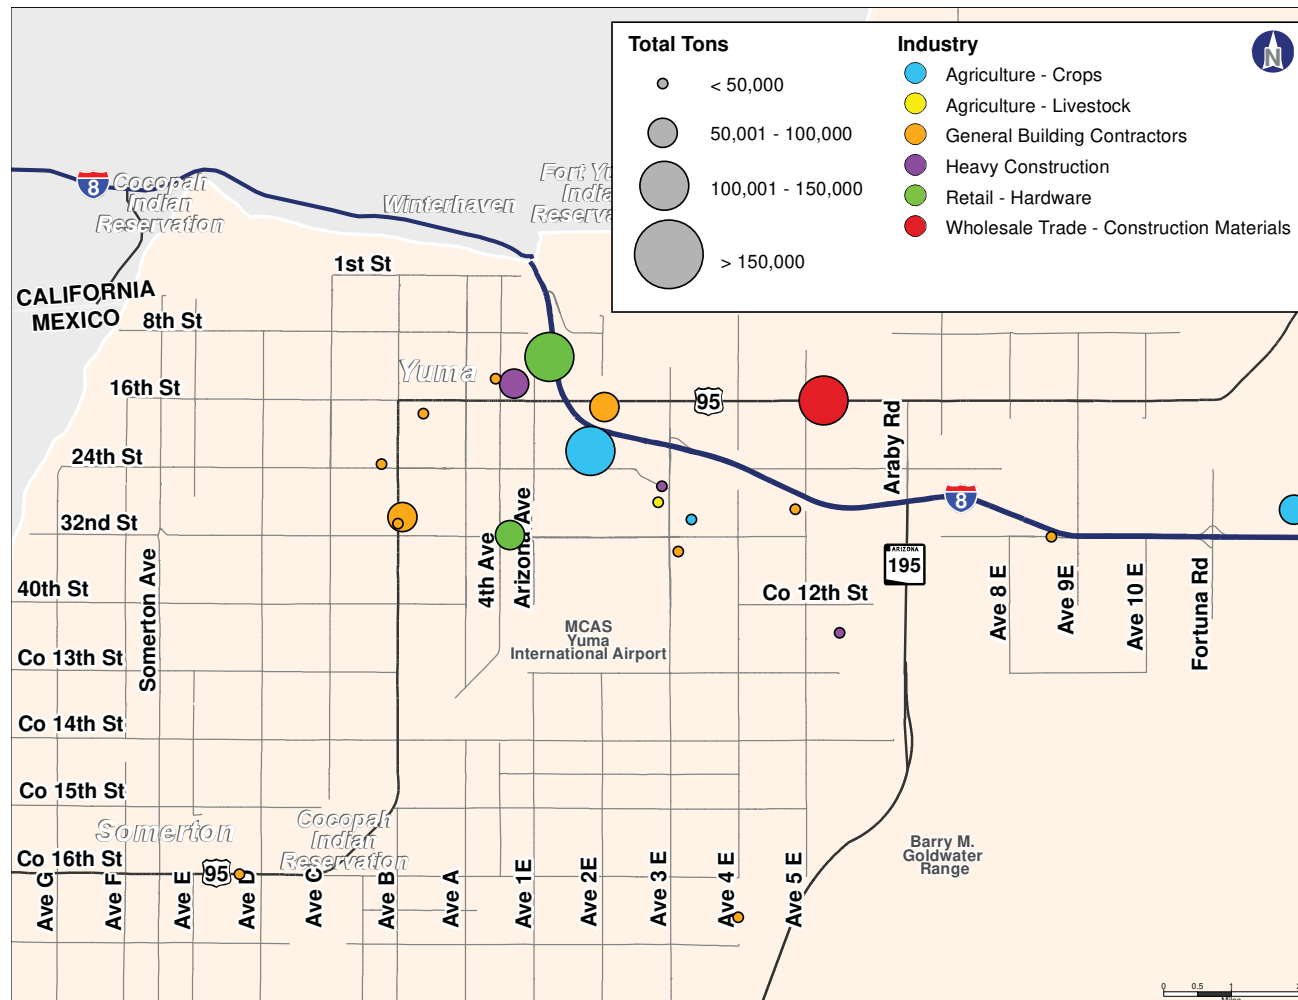 Total Tons
< 50,000
50,001 - 100,000
100,001 - 150,000
> 150,000
Industry
Agriculture - Crops
Agriculture - Livestock
General Building Contractors
Heavy Construction
Retail - Hardware
Wholesale Trade - Construction Materials
N
8
Cocopah
Indian
Reservation
Winterhaven
Fort Yu
India
Reserva
CALIFORNIA
MEXICO
1st St
8th St
Yuma
16th St
95
Araby Rd
24th St
8
32nd St
4th Ave
Arizona Ave
Somerton Ave
ARIZONA
195
40th St
Co 12th St
Ave 8 E
Ave 9E
Ave 10 E
Fortuna Rd
MCAS
Yuma
International Airport
Co 13th St
Co 14th St
Co 15th St
Somerton
Cocopah
Indian
Reservation
Barry M.
Goldwater
Range
Co 16th St
95
Ave G
Ave F
Ave E
Ave D
Ave C
Ave B
Ave A
Ave 1E
Ave 2E
Ave 3 E
Ave 4 E
Ave 5 E
0 0.5 1